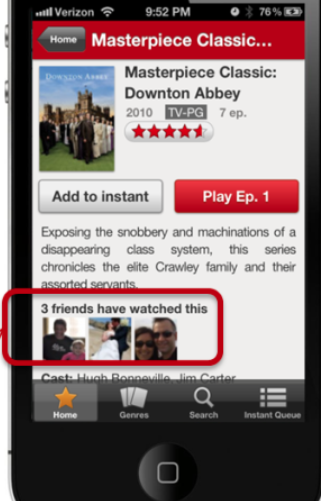 Verizon 9:52 PM 76%
Home Masterpiece Classic...
DOWNTON ABBEY
Masterpiece Classic:
Downton Abbey
2010 TV-PG 7 ep.
Add to instant Play Ep. 1
Exposing the snobbery and machinations of a
disappearing class system, this series
chronicles the elite Crawley family and their
assorted servants.
3 friends have watched this
Cast: Hugh Bonneville, Jim Carter
Home Genres Search Instant Queue